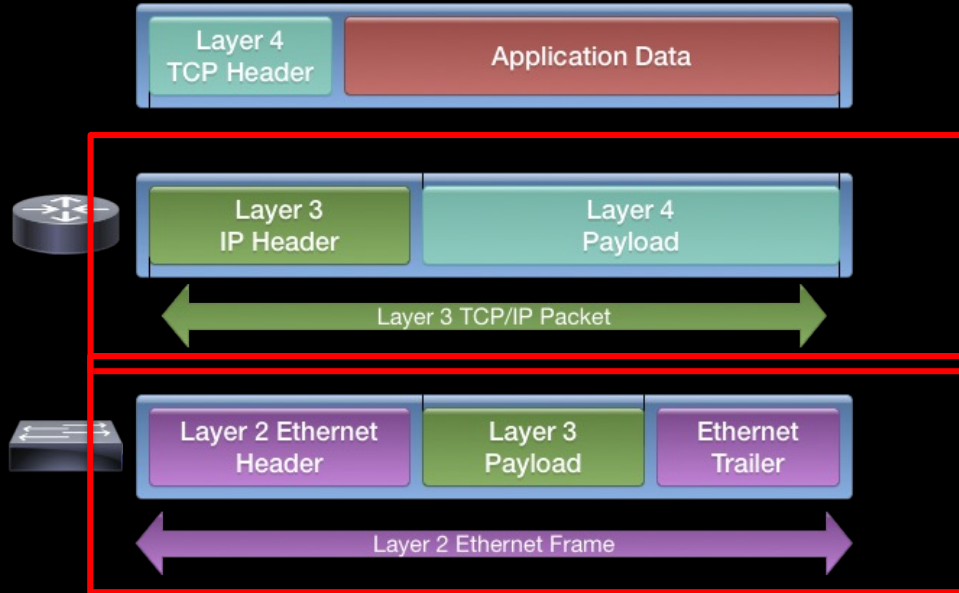 Layer 4
TCP Header
Application Data
Layer 3
IP Header
Layer 4
Payload
Layer 3 TCP/IP Packet
Layer 2 Ethernet
Header
Layer 3
Payload
Ethernet
Trailer
Layer 2 Ethernet Frame